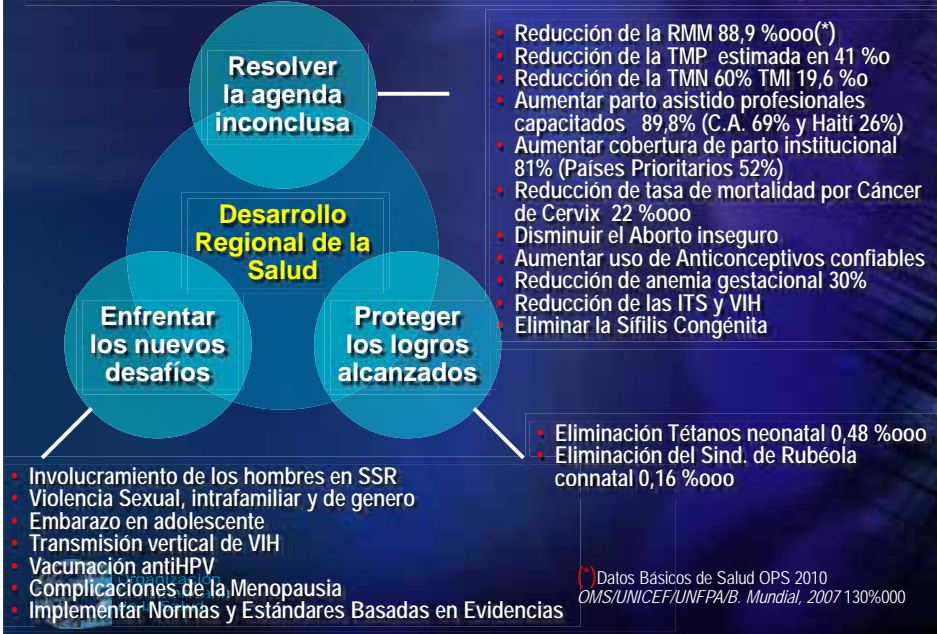 Resolver
la agenda
inconclusa
Desarrollo
Regional de la
Salud
Enfrentar
los nuevos
desafíos
Proteger
los logros
alcanzados
• Reducción de la RMM 88,9 %ooo(*)
• Reducción de la TMP estimada en 41 %o
• Reducción de la TMN 60% TMI 19,6 %o
• Aumentar parto asistido profesionales
capacitados 89,8% (C.A. 69% y Haití 26%)
• Aumentar cobertura de parto institucional
81% (Países Prioritarios 52%)
• Reducción de tasa de mortalidad por Cáncer
de Cervix 22 %ooo
• Disminuir el Aborto inseguro
• Aumentar uso de Anticonceptivos confiables
• Reducción de anemia gestacional 30%
• Reducción de las ITS y VIH
• Eliminar la Sífilis Congénita
• Eliminación Tétanos neonatal 0,48 %ooo
• Eliminación del Sind. de Rubéola
connatal 0,16 %ooo
• Involucramiento de los hombres en SSR
• Violencia Sexual, intrafamiliar y de genero
• Embarazo en adolescente
• Transmisión vertical de VIH
• Vacunación antiHPV
Organización
• Complicaciones de la Menopausia
• Implementar Normas y Estándares Basadas en Evidencias
(*)Datos Básicos de Salud OPS 2010
OMS/UNICEF/UNFPA/B. Mundial, 2007 130%000